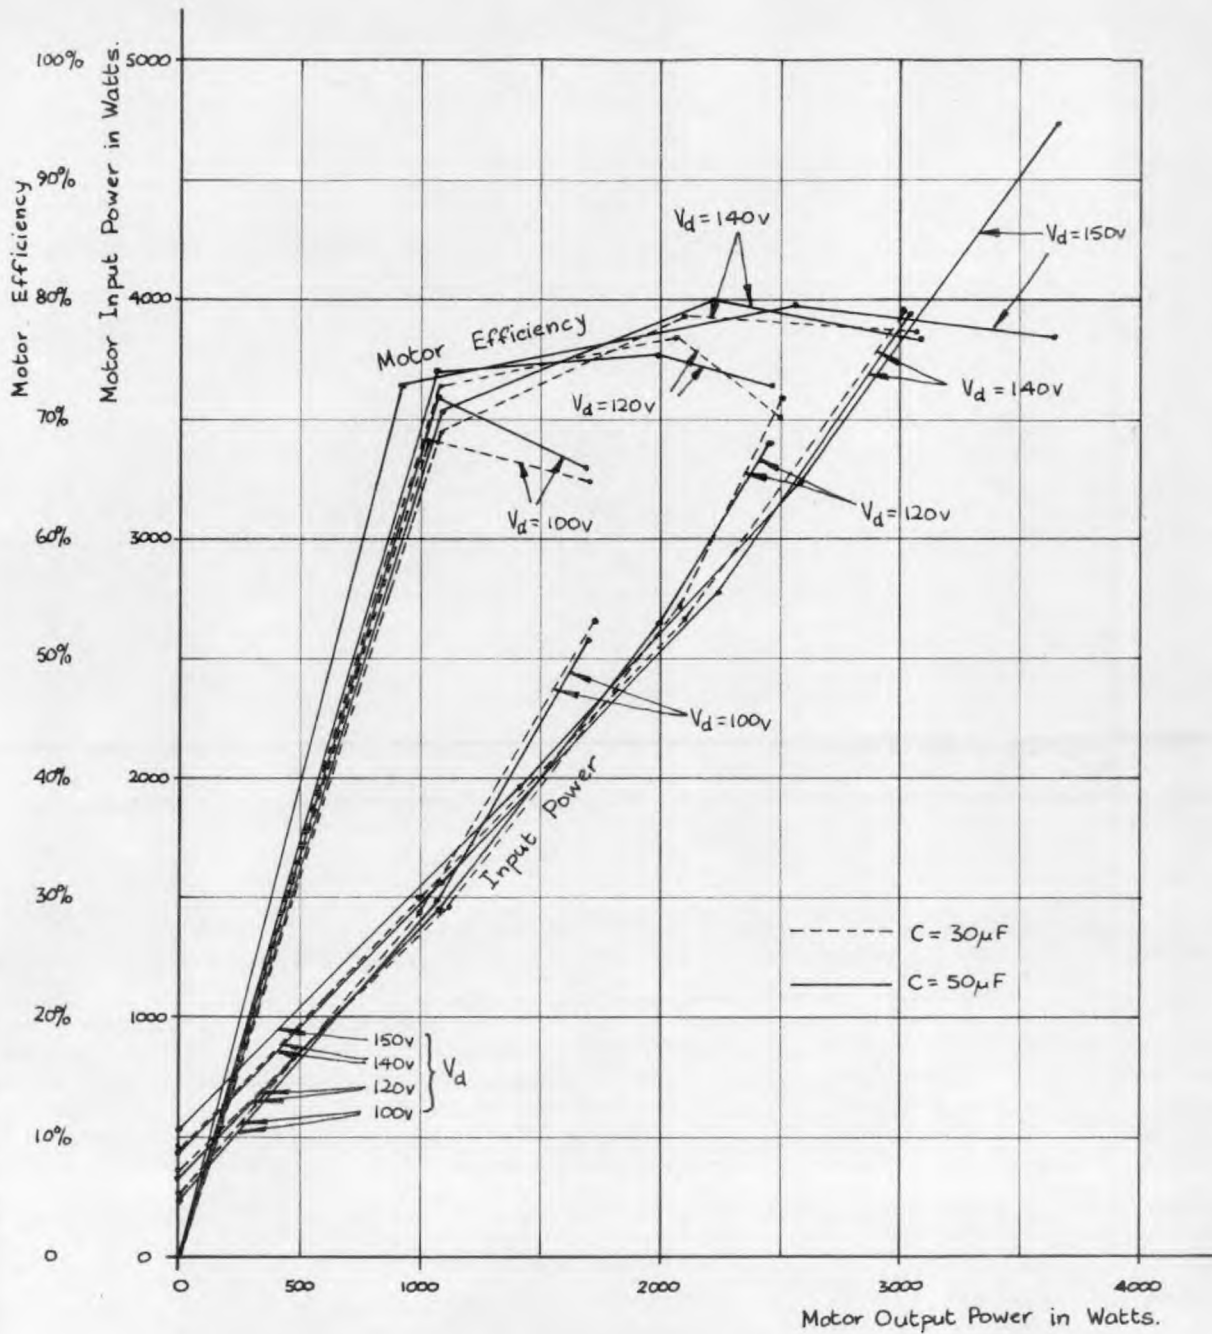 Motor Efficiency
Motor Input Power in Watts.
100%
90%
80%
70%
60%
50%
40%
30%
20%
10%
0
5000
4000
3000
2000
1000
0
Vd=140v
Vd=150v
Motor Efficiency
Vd=120v
Vd=140v
Vd=100v
Vd=120v
Vd=100v
Input Power
C = 30µF
C = 50µF
150v
140v
120v
100v
Vd
0
500
1000
2000
3000
4000
Motor Output Power in Watts.